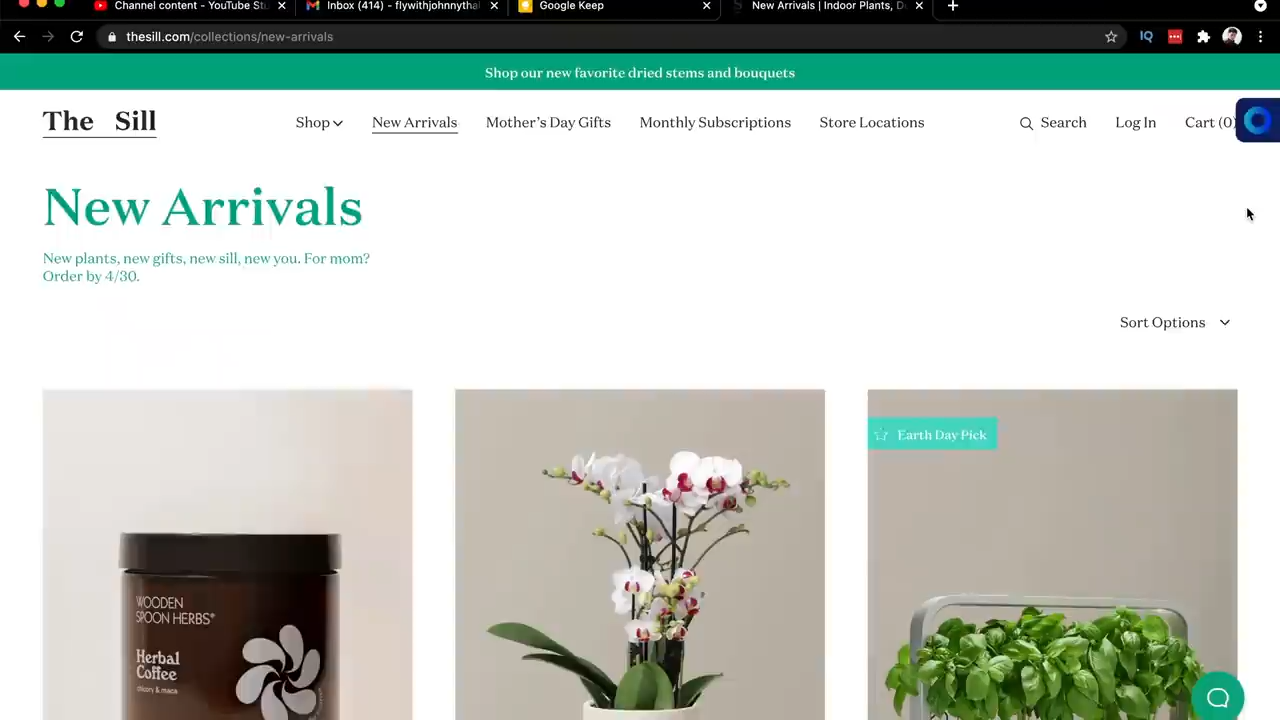 Channel content - YouTube Stu
Inbox (414) - flywithjohnnytha
Google Keep
New Arrivals | Indoor Plants, D
thesill.com/collections/new-arrivals
IQ
Shop our new favorite dried stems and bouquets
The Sill
Shop
New Arrivals
Mother's Day Gifts
Monthly Subscriptions
Store Locations
Search
Log In
Cart (0)
New Arrivals
New plants, new gifts, new sill, new you. For mom?
Order by 4/30.
Sort Options
Earth Day Pick
WOODEN
SPOON HERBS
Herbal
Coffee
chicory & maca